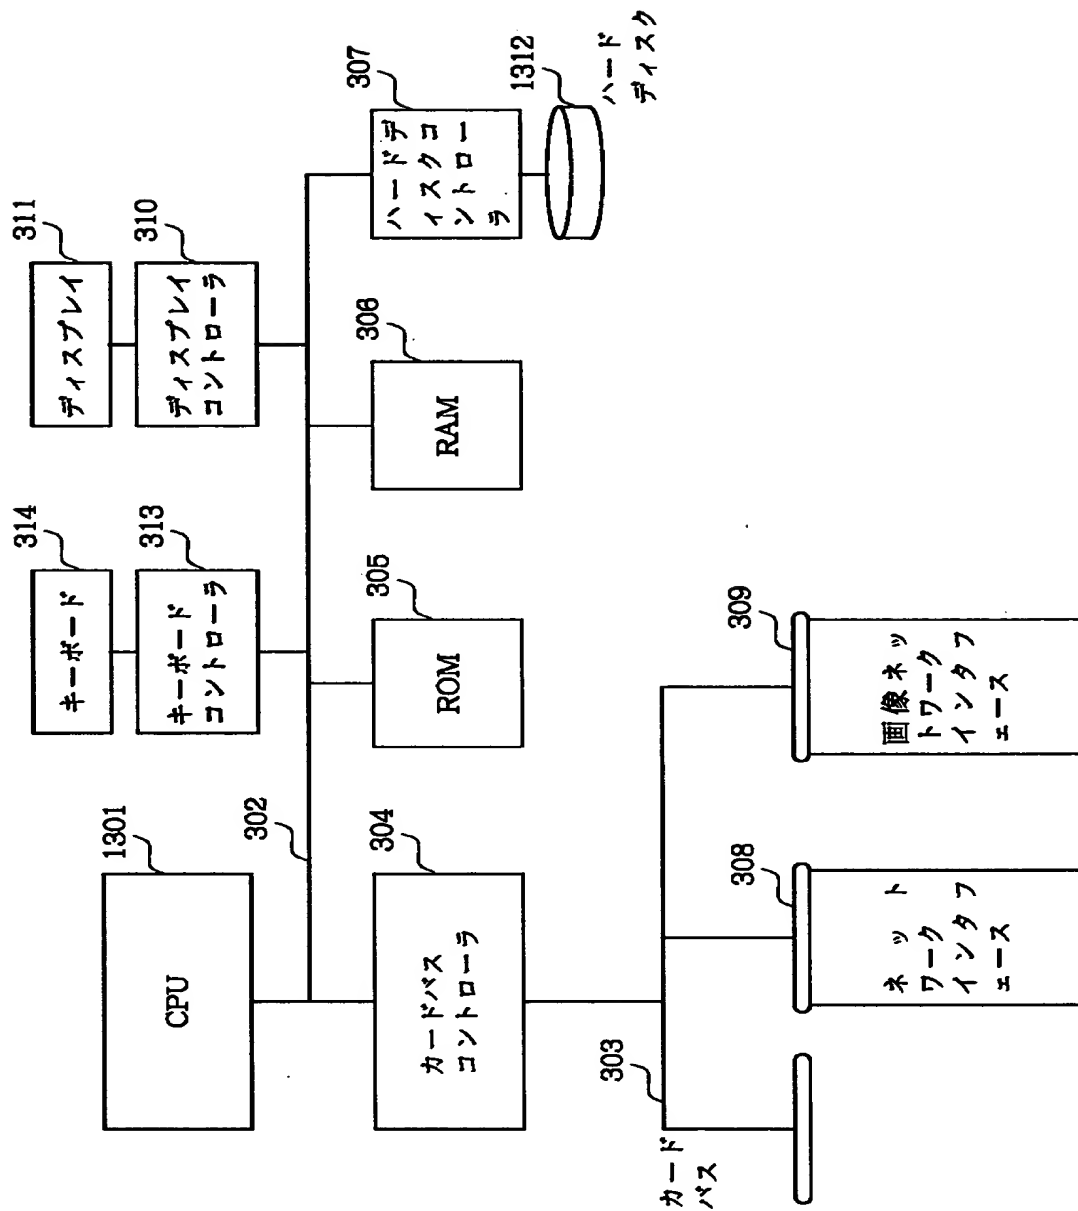 314
キーボード
311
ディスプレイ
1301
CPU
313
キーボード
コントローラ
310
ディスプレイ
コントローラ
302
304
カードバス
コントローラ
305
ROM
306
RAM
307
ハードデ
ィスクコ
ントロー
ラ
1312
ハード
ディスク
303
カード
バス
308
ネット
ワーク
インタフ
ェース
309
画像ネッ
トワーク
インタフ
ェース